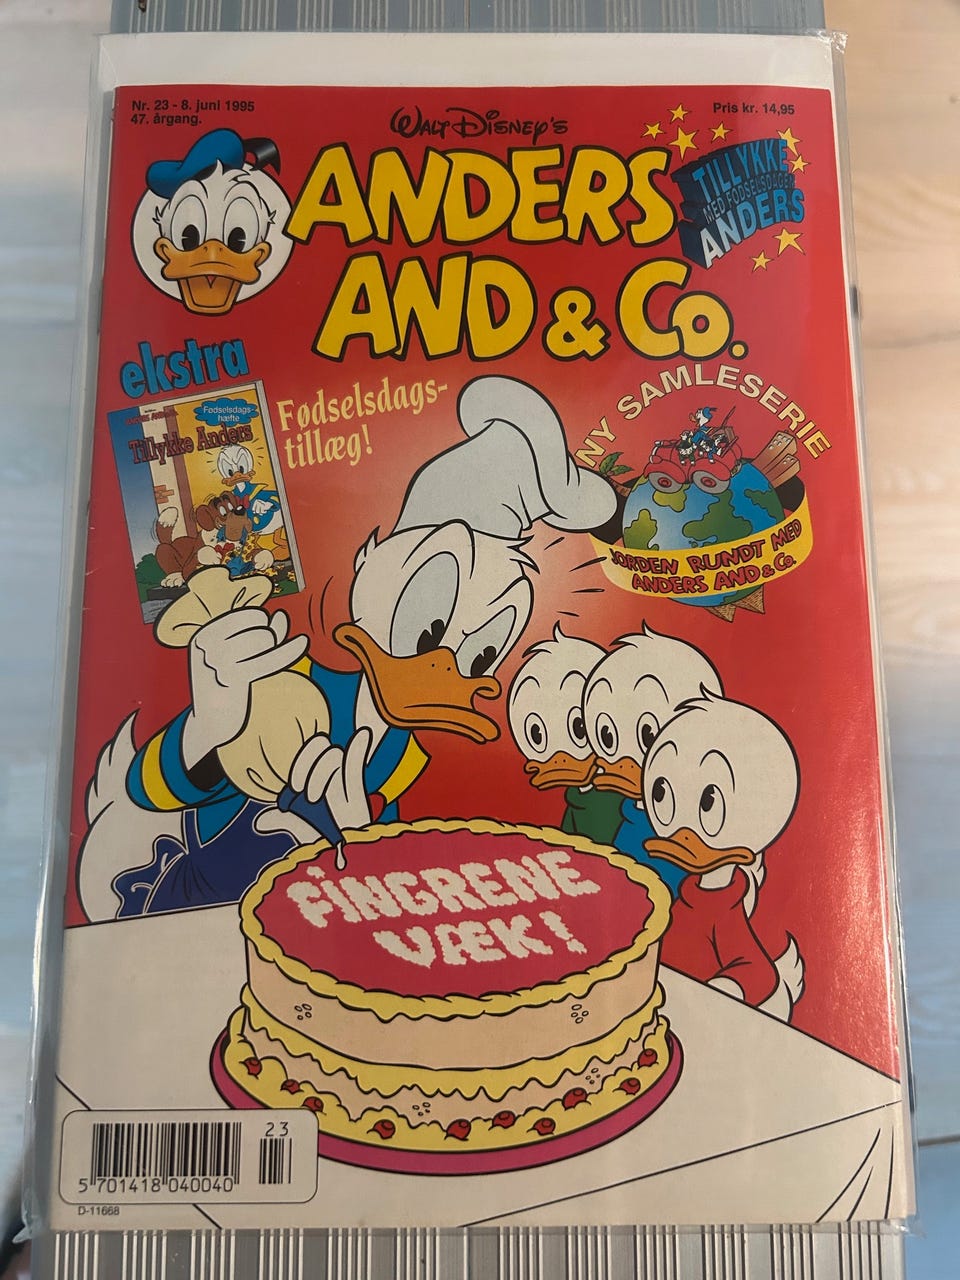 Nr. 23 - 8. juni 1995
47. årgang.
Pris kr. 14,95
WALT DISNEY'S
ANDERS
AND & Co.
TILLYKKE
MED FØDSELSDAGEN
ANDERS
ekstra
Fødselsdags-
hæfte
Tillykke Anders
Fødselsdags-
tillæg!
NY SAMLESERIE
JORDEN RUNDT MED
ANDERS AND & Co.
FINGRENE
VÆK!
23
5 701418 040040
D-11668